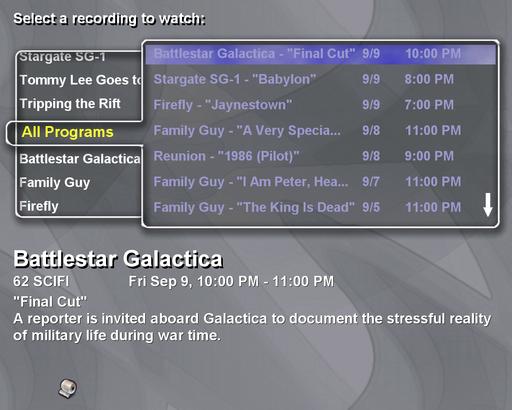 Select a recording to watch:
Stargate SG-1
Tommy Lee Goes to
Tripping the Rift
All Programs
Battlestar Galactica
Family Guy
Firefly
Battlestar Galactica - "Final Cut" 9/9 10:00 PM
Stargate SG-1 - "Babylon" 9/9 8:00 PM
Firefly - "Jaynestown" 9/9 7:00 PM
Family Guy - "A Very Specia... 9/8 11:00 PM
Reunion - "1986 (Pilot)" 9/8 9:00 PM
Family Guy - "I Am Peter, Hea... 9/7 11:00 PM
Family Guy - "The King Is Dead" 9/5 11:00 PM
Battlestar Galactica
62 SCIFI Fri Sep 9, 10:00 PM - 11:00 PM
"Final Cut"
A reporter is invited aboard Galactica to document the stressful reality
of military life during war time.